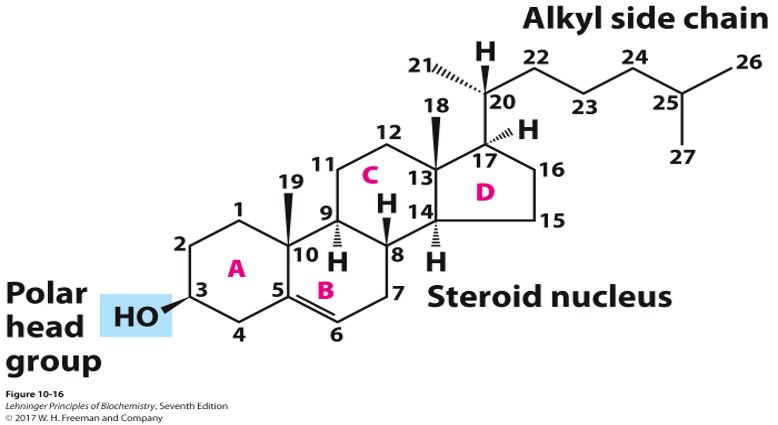 Alkyl side chain
21
H
22
24
26
20
23
25
27
18
H
12
17
16
11
C
13
D
19
H
1
9
14
15
2
10
H
8
H
A
Polar
head
group
HO
3
5
B
7
Steroid nucleus
4
6
Figure 10-16
Lehninger Principles of Biochemistry, Seventh Edition
© 2017 W. H. Freeman and Company